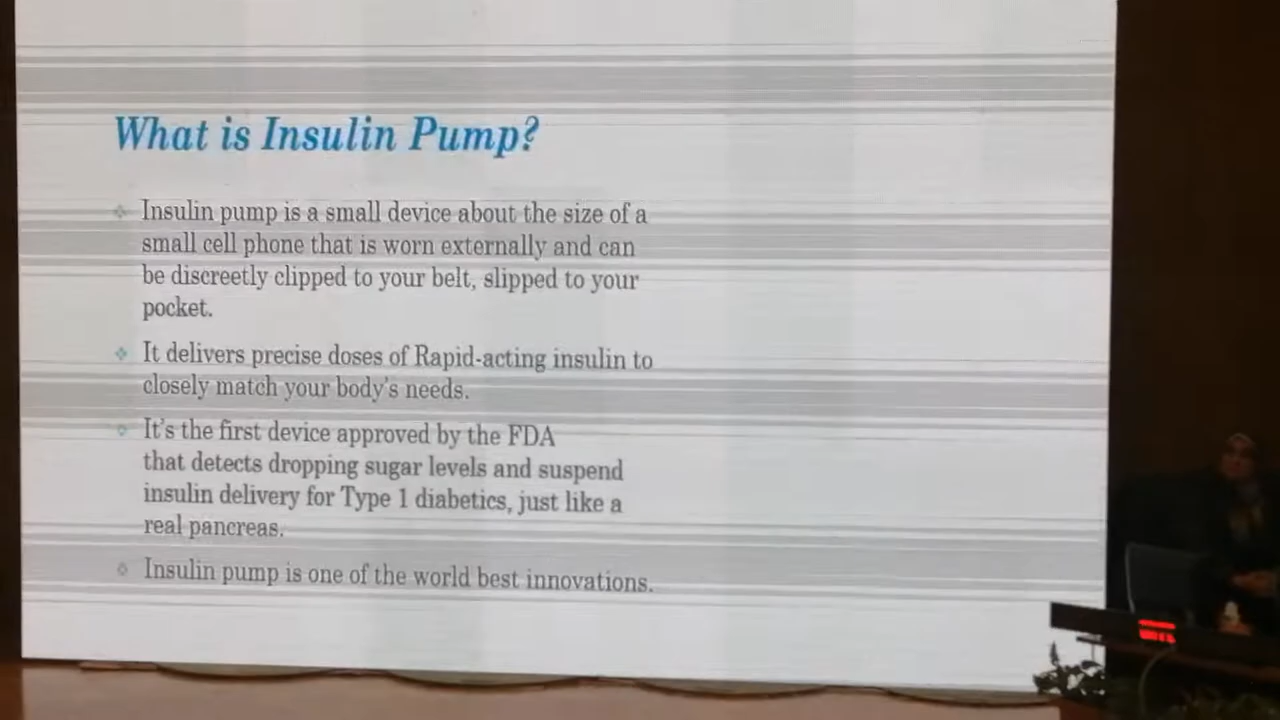 What is Insulin Pump?
Insulin pump is a small device about the size of a
small cell phone that is worn externally and can
be discreetly clipped to your belt, slipped to your
pocket.
It delivers precise doses of Rapid-acting insulin to
closely match your body's needs.
It's the first device approved by the FDA
that detects dropping sugar levels and suspend
insulin delivery for Type 1 diabetics, just like a
real pancreas.
Insulin pump is one of the world best innovations.